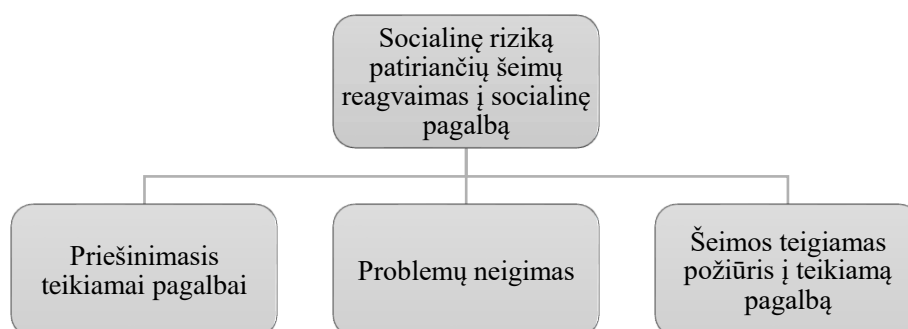 Socialinę riziką
patiriančių šeimų
reagvaimas į socialinę
pagalbą
Priešinimasis
teikiamai pagalbai
Problemų neigimas
Šeimos teigiamas
požiūris į teikiamą
pagalbą